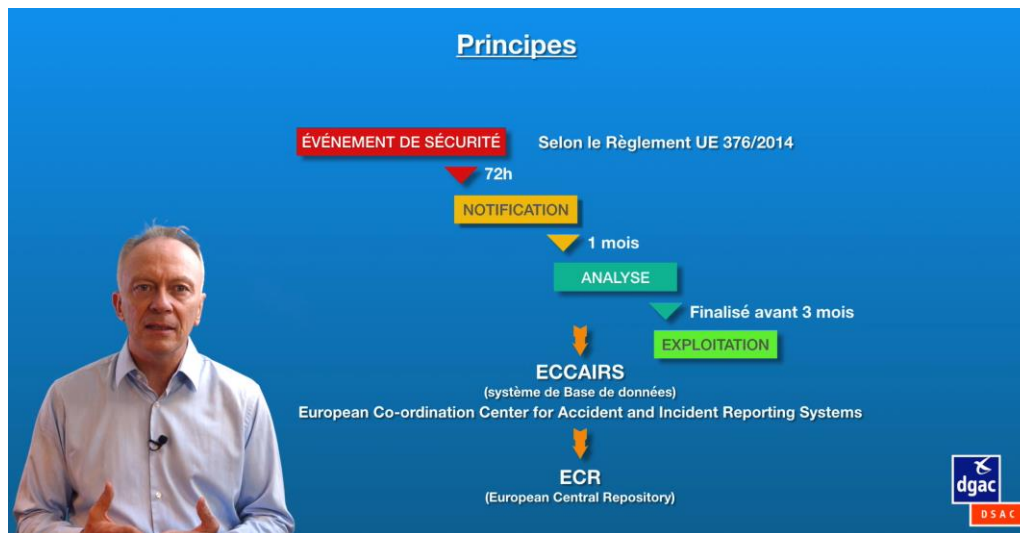 Principes
ÉVÉNEMENT DE SÉCURITÉ
Selon le Règlement UE 376/2014
72h
NOTIFICATION
1 mois
ANALYSE
Finalisé avant 3 mois
EXPLOITATION
ECCAIRS
(système de Base de données)
European Co-ordination Center for Accident and Incident Reporting Systems
ECR
(European Central Repository)
dgac
DSAC